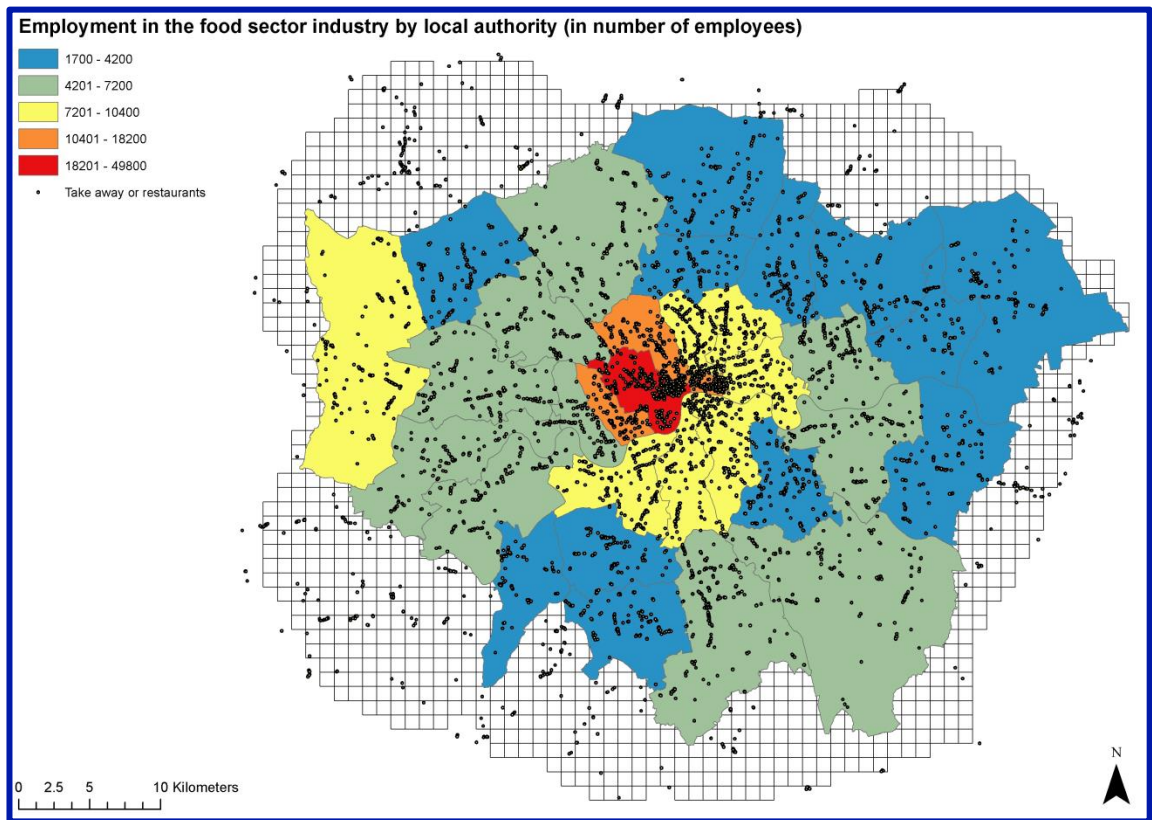 Employment in the food sector industry by local authority (in number of employees)
1700 - 4200
4201 - 7200
7201 - 10400
10401 - 18200
18201 - 49800
Take away or restaurants
N
0 2.5 5 10 Kilometers